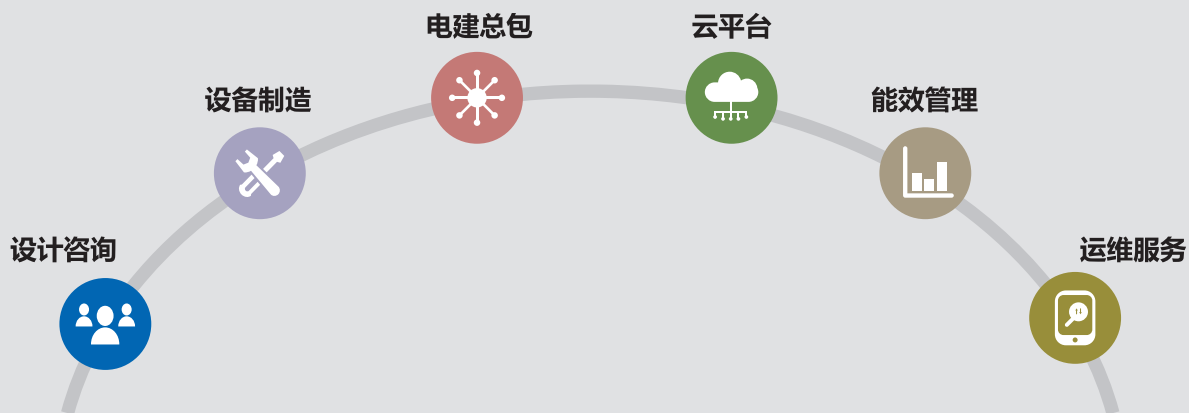 设计咨询
设备制造
电建总包
云平台
能效管理
运维服务